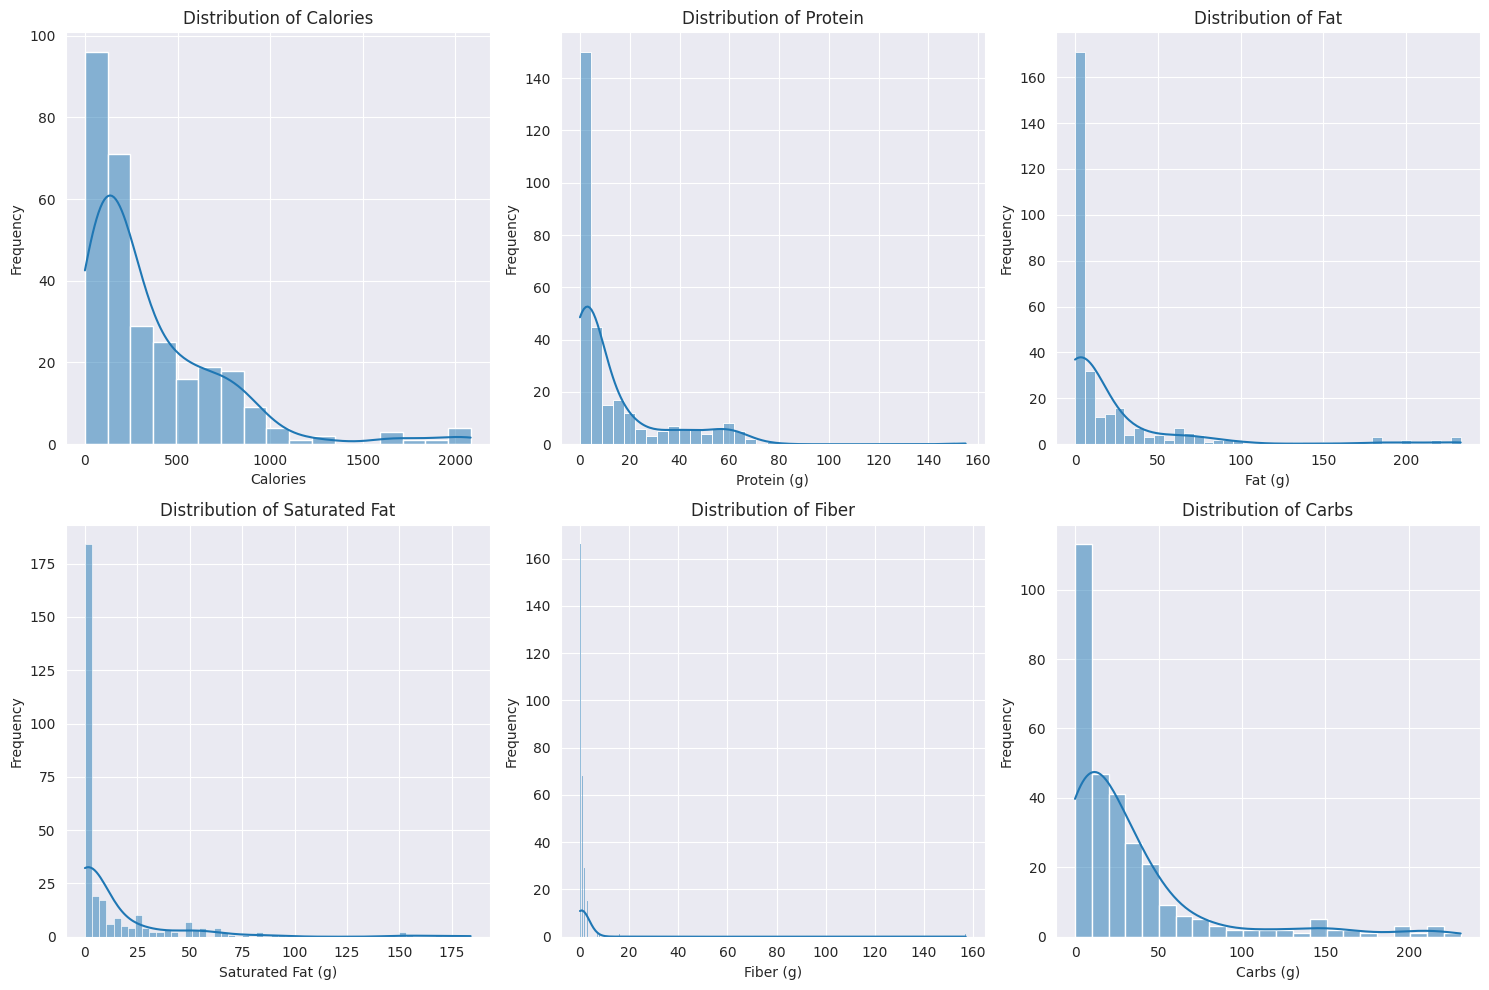 Distribution of Calories
100
80
60
40
20
0
Frequency
0 500 1000 1500 2000
Calories
Distribution of Protein
140
120
100
80
60
40
20
0
Frequency
0 20 40 60 80 100 120 140 160
Protein (g)
Distribution of Fat
160
140
120
100
80
60
40
20
0
Frequency
0 50 100 150 200
Fat (g)
Distribution of Saturated Fat
175
150
125
100
75
50
25
0
Frequency
0 25 50 75 100 125 150 175
Saturated Fat (g)
Distribution of Fiber
160
140
120
100
80
60
40
20
0
Frequency
0 20 40 60 80 100 120 140 160
Fiber (g)
Distribution of Carbs
100
80
60
40
20
0
Frequency
0 50 100 150 200
Carbs (g)